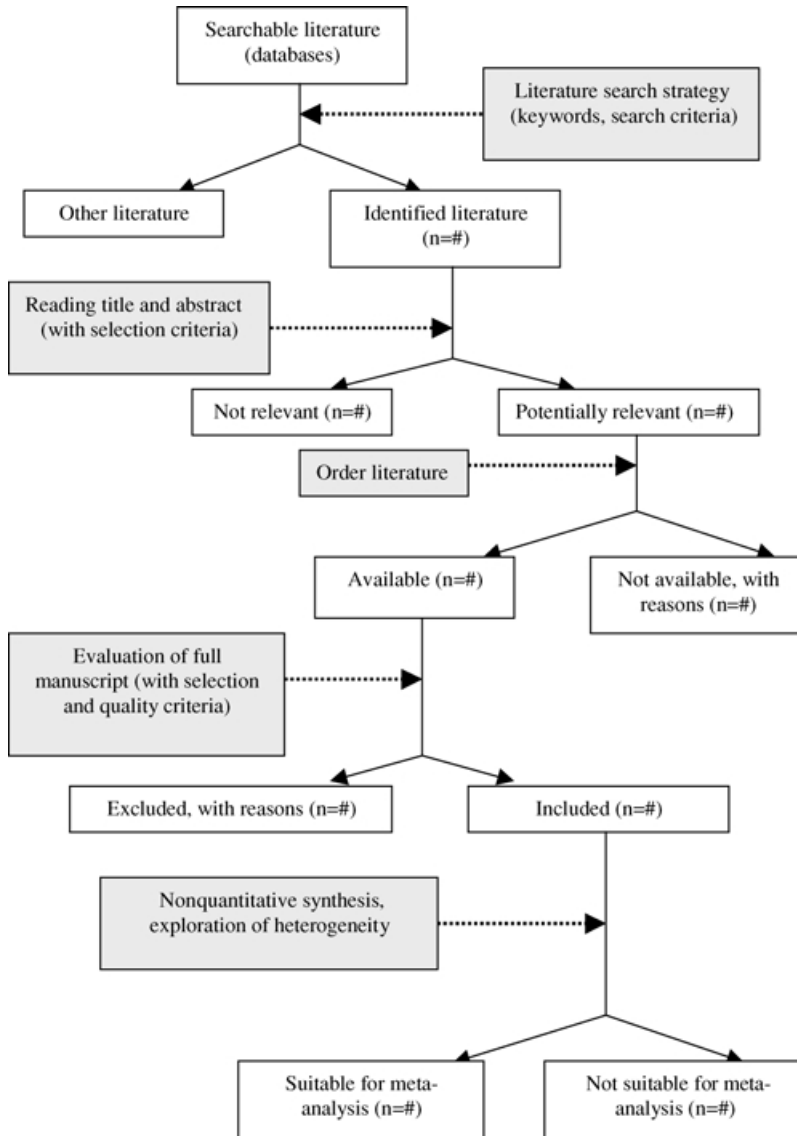 Searchable literature
(databases)
Literature search strategy
(keywords, search criteria)
Other literature
Identified literature
(n=#)
Reading title and abstract
(with selection criteria)
Not relevant (n=#)
Potentially relevant (n=#)
Order literature
Available (n=#)
Not available, with
reasons (n=#)
Evaluation of full
manuscript (with selection
and quality criteria)
Excluded, with reasons (n=#)
Included (n=#)
Nonquantitative synthesis,
exploration of heterogeneity
Suitable for meta-
analysis (n=#)
Not suitable for meta-
analysis (n=#)